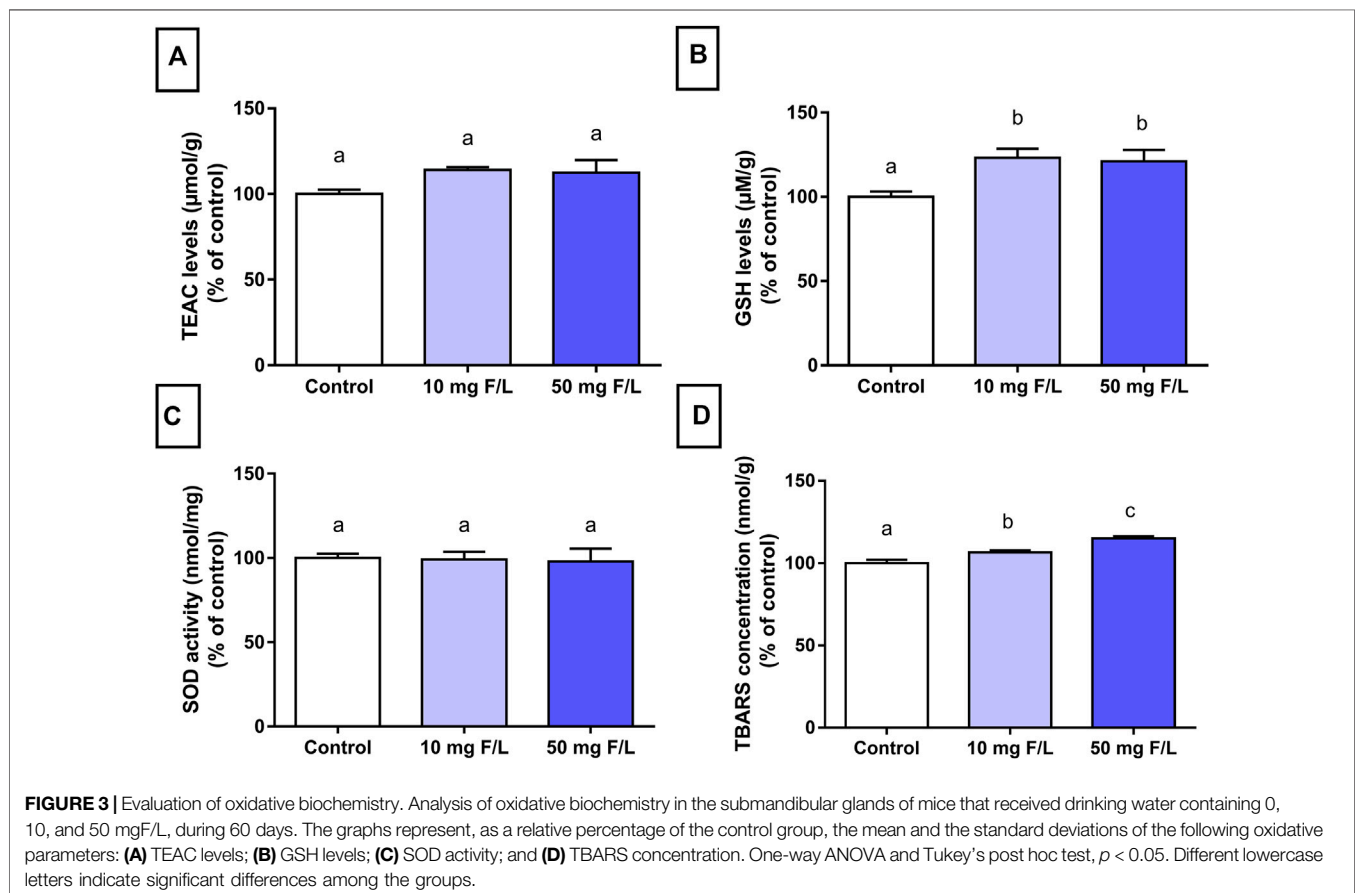 A
TEAC levels (µmol/g)
(% of control)
150
100
50
0
a
a
a
Control
10 mg F/L
50 mg F/L
B
GSH levels (µM/g)
(% of control)
150
100
50
0
a
b
b
Control
10 mg F/L
50 mg F/L
C
SOD activity (nmol/mg)
(% of control)
150
100
50
0
a
a
a
Control
10 mg F/L
50 mg F/L
D
TBARS concentration (nmol/g)
(% of control)
150
100
50
0
a
b
c
Control
10 mg F/L
50 mg F/L
FIGURE 3 | Evaluation of oxidative biochemistry. Analysis of oxidative biochemistry in the submandibular glands of mice that received drinking water containing 0,
10, and 50 mgF/L, during 60 days. The graphs represent, as a relative percentage of the control group, the mean and the standard deviations of the following oxidative
parameters: (A) TEAC levels; (B) GSH levels; (C) SOD activity; and (D) TBARS concentration. One-way ANOVA and Tukey’s post hoc test, p < 0.05. Different lowercase
letters indicate significant differences among the groups.